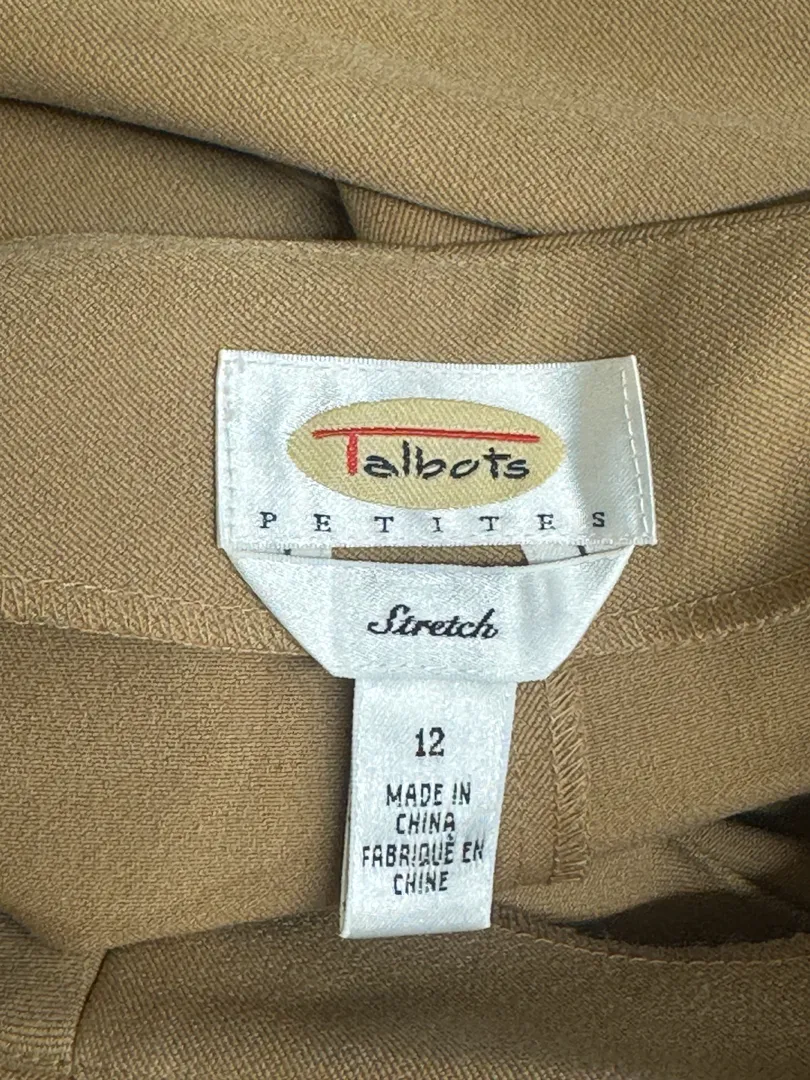 Talbots
PETITES
Stretch
12
MADE IN
CHINA
FABRIQUÉ EN
CHINE